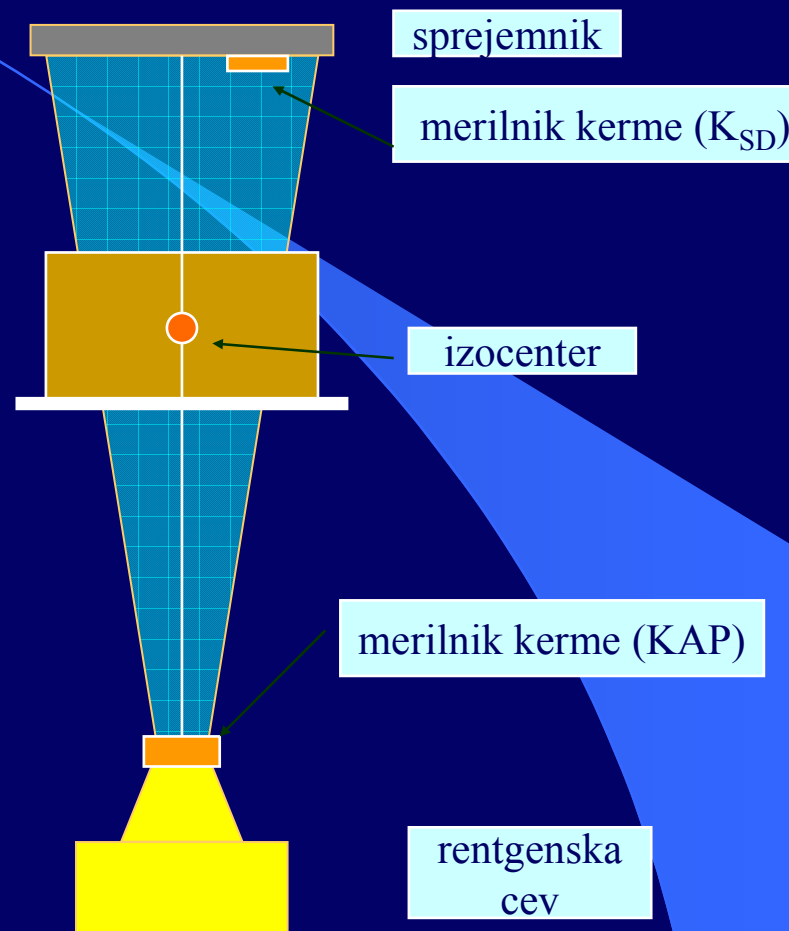 sprejemnik
merilnik kerme (K_SD)
izocenter
merilnik kerme (KAP)
rentgenska
cev